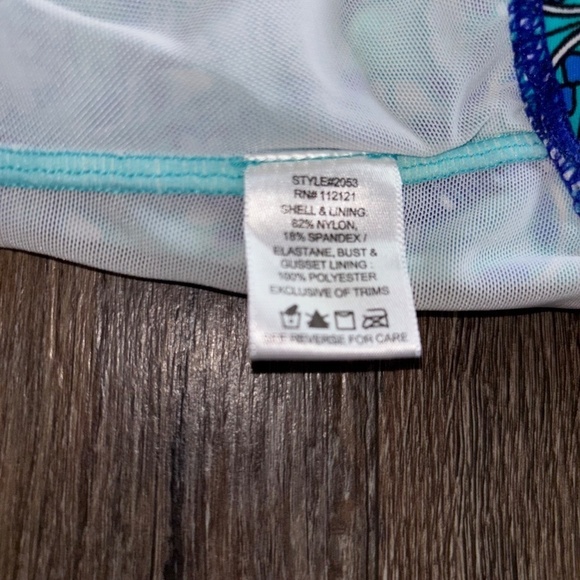 STYLE#2053
RN# 112121
SHELL & LINING:
82% NYLON,
18% SPANDEX /
ELASTANE, BUST &
GUSSET LINING :
100% POLYESTER
EXCLUSIVE OF TRIMS
SEE REVERSE FOR CARE